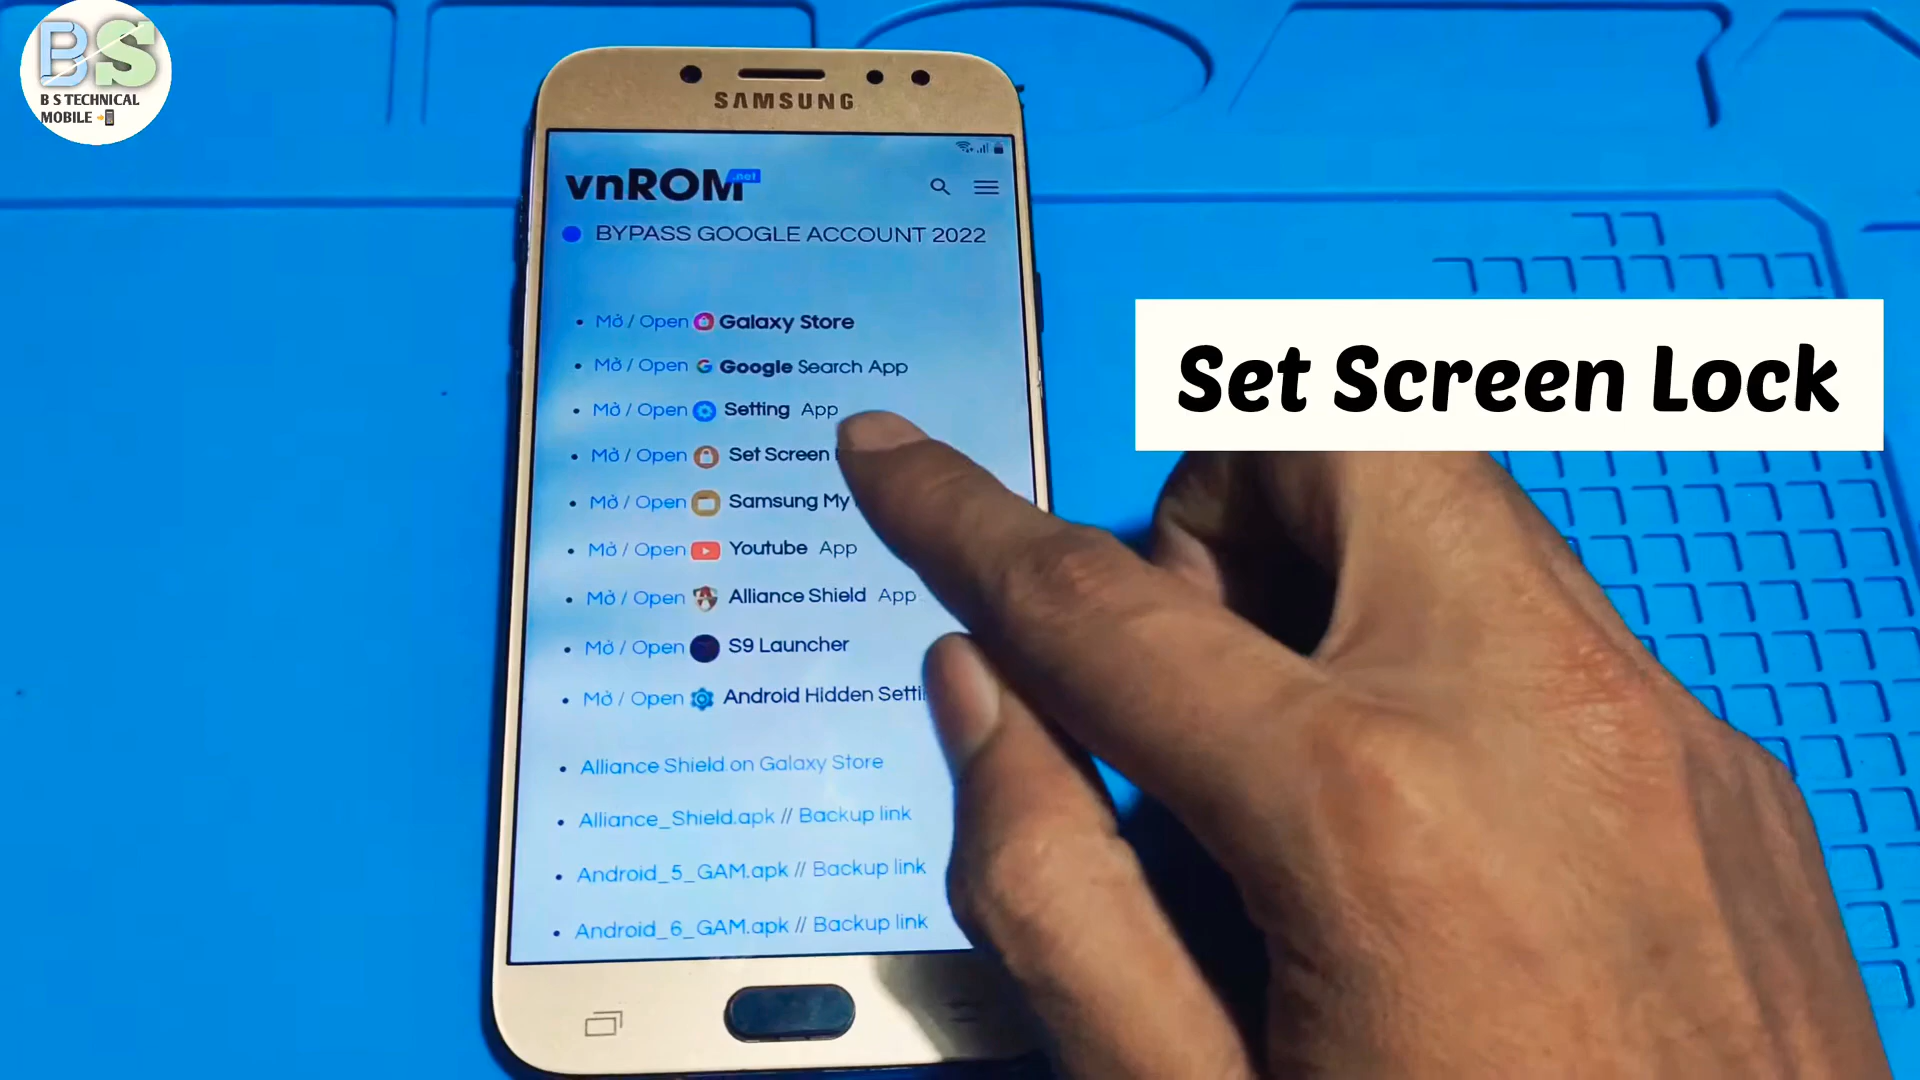 BS
B S TECHNICAL
MOBILE
SAMSUNG
vnROM.net
BYPASS GOOGLE ACCOUNT 2022
Mở / Open Galaxy Store
Mở / Open Google Search App
Mở / Open Setting App
Mở / Open Set Screen
Mở / Open Samsung My
Mở / Open Youtube App
Mở / Open Alliance Shield App
Mở / Open S9 Launcher
Mở / Open Android Hidden
Alliance Shield on Galaxy Store
Alliance_Shield.apk // Backup link
Android_5_GAM.apk // Backup link
Android_6_GAM.apk // Backup link
Set Screen Lock